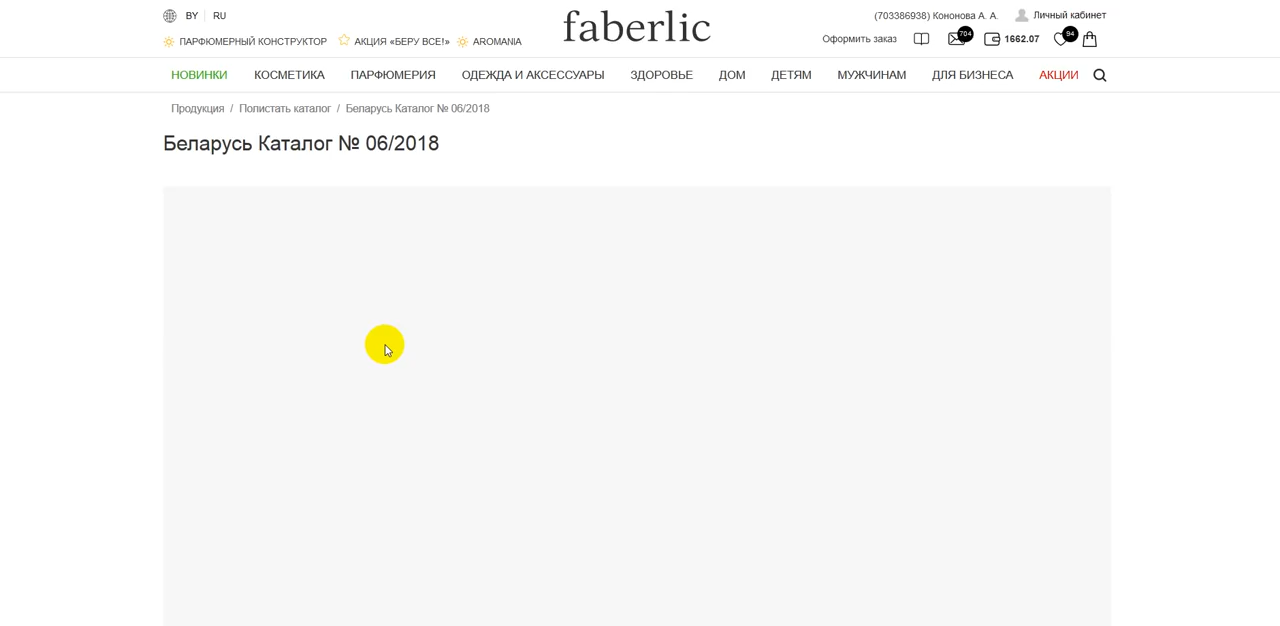 BY RU
faberlic
(703386938) Кононова А. А. Личный кабинет
ПАРФЮМЕРНЫЙ КОНСТРУКТОР АКЦИЯ «БЕРУ ВСЕ!» AROMANIA
Оформить заказ 704 1662.07 94
НОВИНКИ КОСМЕТИКА ПАРФЮМЕРИЯ ОДЕЖДА И АКСЕССУАРЫ ЗДОРОВЬЕ ДОМ ДЕТЯМ МУЖЧИНАМ ДЛЯ БИЗНЕСА АКЦИИ
Продукция / Полистать каталог / Беларусь Каталог № 06/2018
Беларусь Каталог № 06/2018